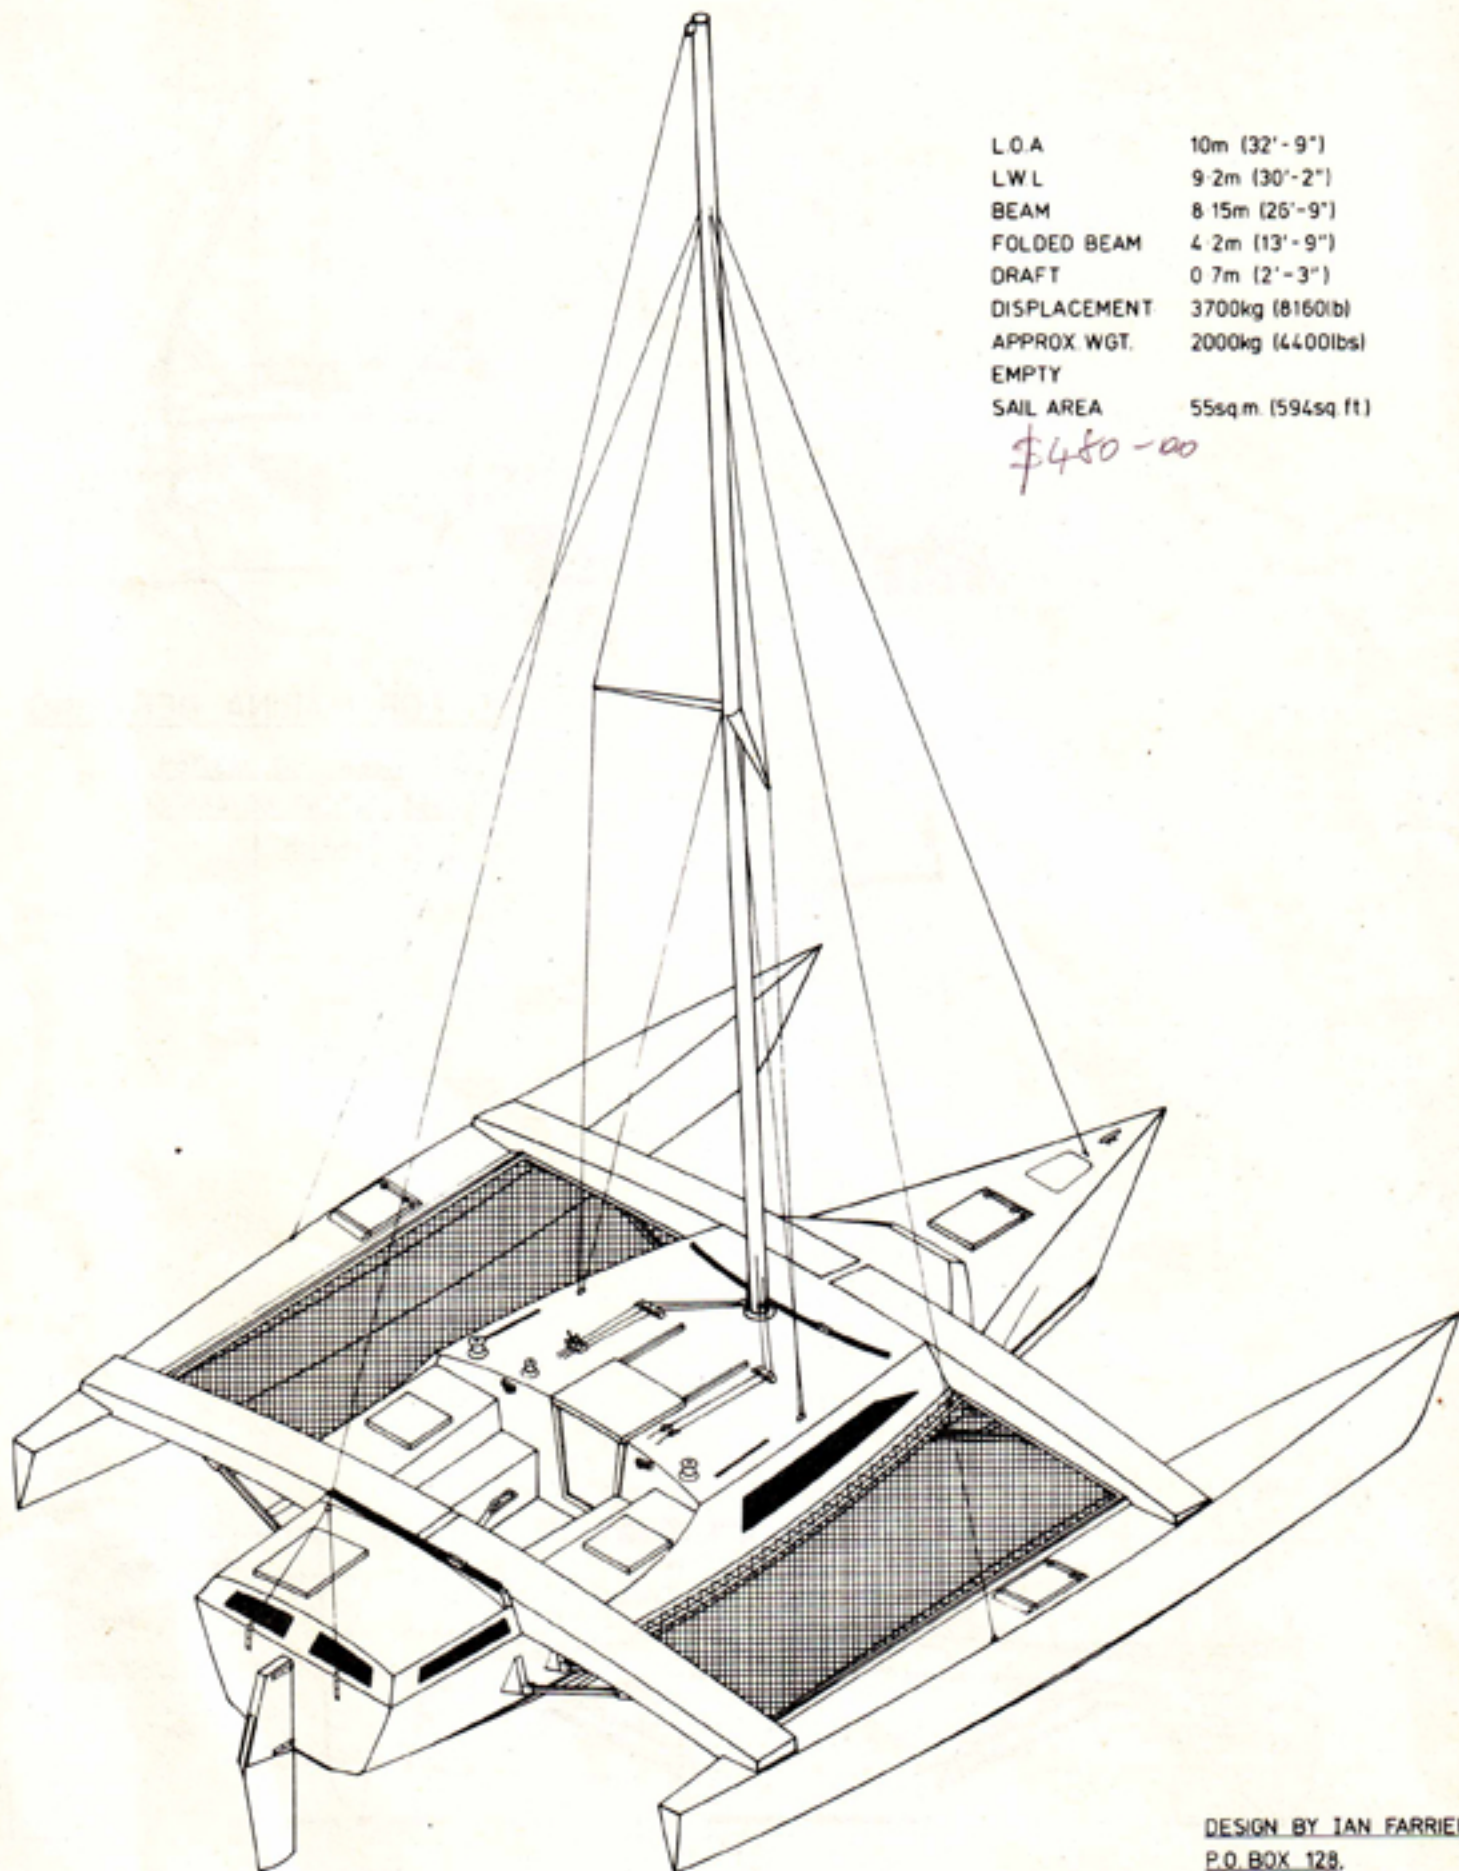 L.O.A 10m (32'-9")
L.W.L 9·2m (30'-2")
BEAM 8·15m (26'-9")
FOLDED BEAM 4·2m (13'-9")
DRAFT 0·7m (2'-3")
DISPLACEMENT 3700kg (8160lb)
APPROX. WGT. 2000kg (4400lbs)
EMPTY
SAIL AREA 55sq.m. (594sq.ft)
$480-00
DESIGN BY IAN FARRIER
P.O. BOX 128,